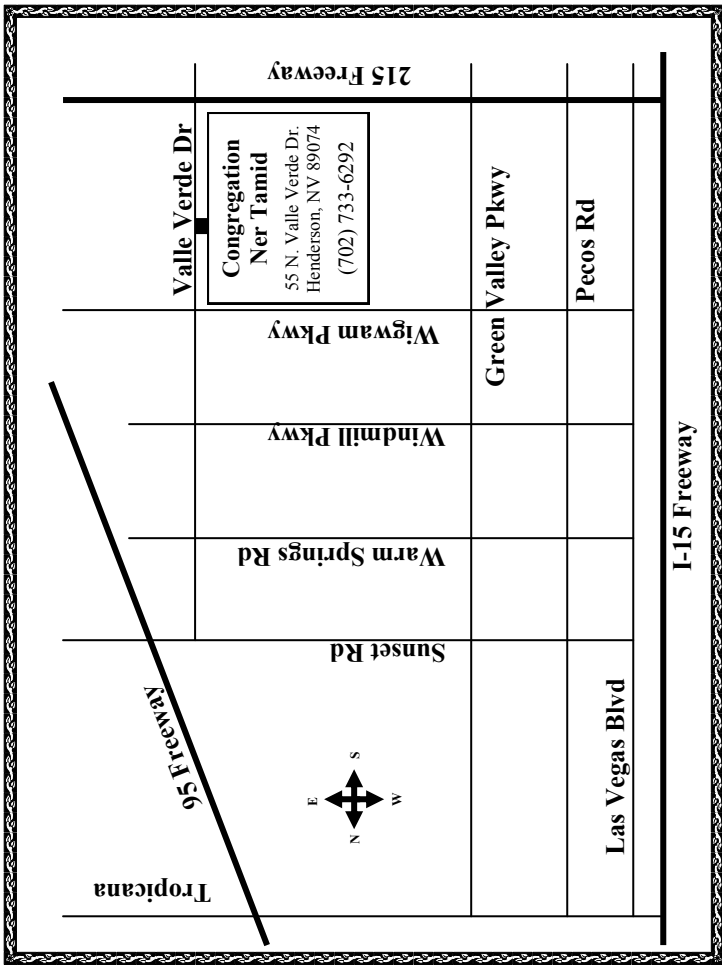 215 Freeway
Valle Verde Dr
Congregation
Ner Tamid
55 N. Valle Verde Dr.
Henderson, NV 89074
(702) 733-6292
Green Valley Pkwy
Pecos Rd
Wigwam Pkwy
Windmill Pkwy
Warm Springs Rd
Sunset Rd
I-15 Freeway
95 Freeway
Las Vegas Blvd
Tropicana
E
S
N
W